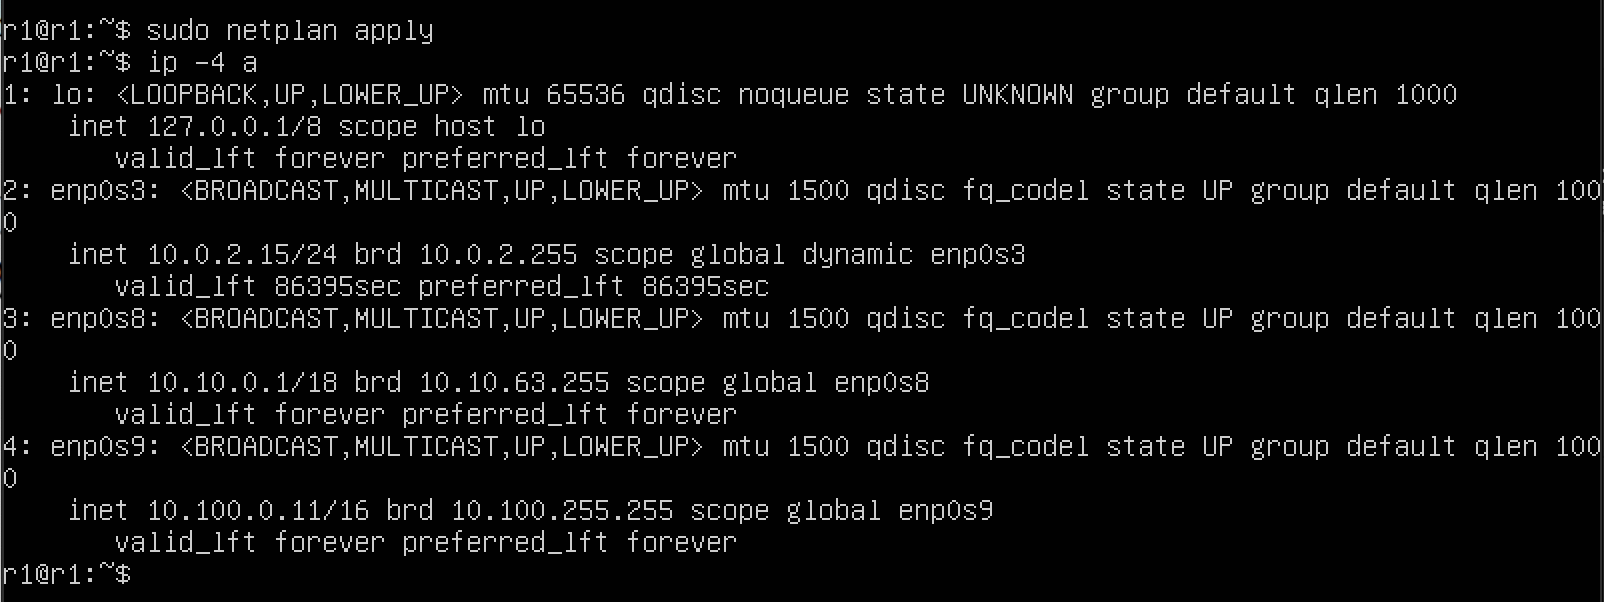 r1@r1:~$ sudo netplan apply
r1@r1:~$ ip -4 a
1: lo: <LOOPBACK,UP,LOWER_UP> mtu 65536 qdisc noqueue state UNKNOWN group default qlen 1000
    inet 127.0.0.1/8 scope host lo
       valid_lft forever preferred_lft forever
2: enp0s3: <BROADCAST,MULTICAST,UP,LOWER_UP> mtu 1500 qdisc fq_codel state UP group default qlen 100
0
    inet 10.0.2.15/24 brd 10.0.2.255 scope global dynamic enp0s3
       valid_lft 86395sec preferred_lft 86395sec
3: enp0s8: <BROADCAST,MULTICAST,UP,LOWER_UP> mtu 1500 qdisc fq_codel state UP group default qlen 100
0
    inet 10.10.0.1/18 brd 10.10.63.255 scope global enp0s8
       valid_lft forever preferred_lft forever
4: enp0s9: <BROADCAST,MULTICAST,UP,LOWER_UP> mtu 1500 qdisc fq_codel state UP group default qlen 100
0
    inet 10.100.0.11/16 brd 10.100.255.255 scope global enp0s9
       valid_lft forever preferred_lft forever
r1@r1:~$